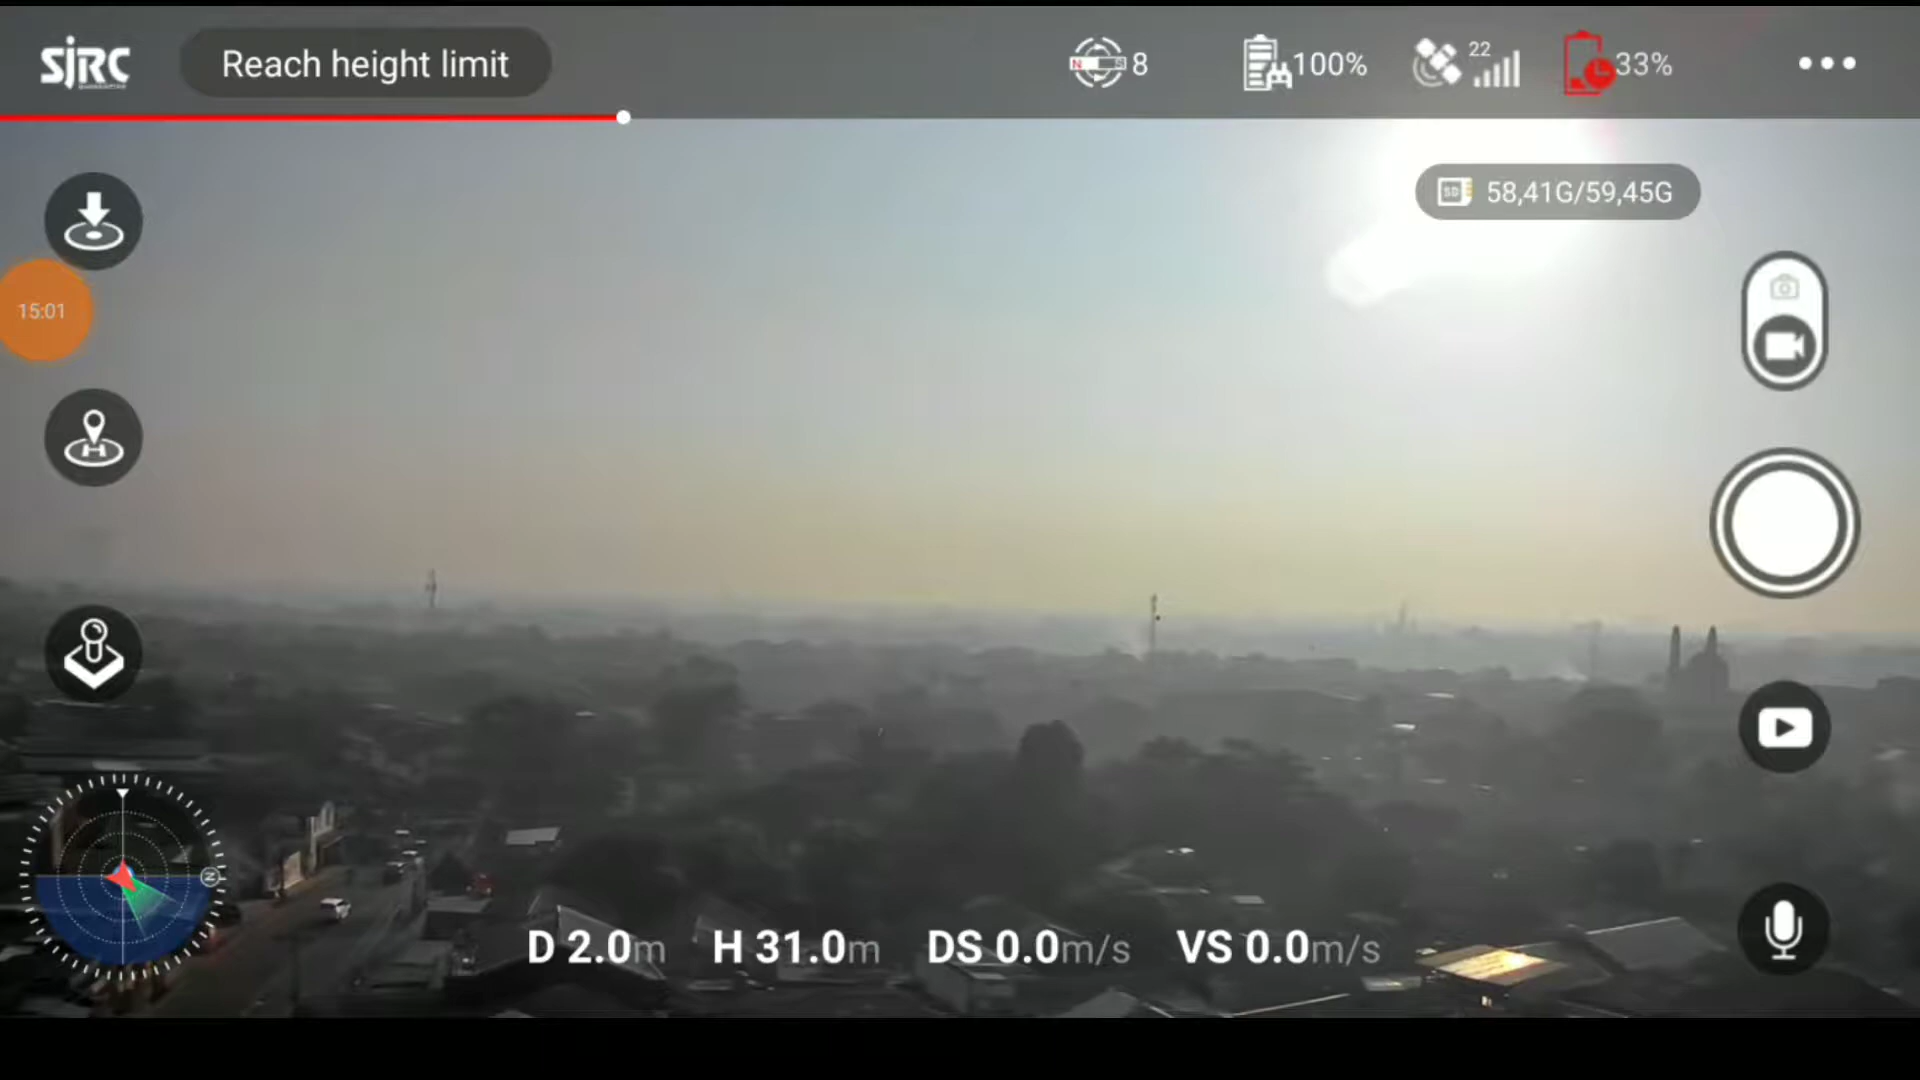 SJRC
Reach height limit
N S 8
100%
22
33%
SD 58,41G/59,45G
15:01
H
N
D 2.0m H 31.0m DS 0.0m/s VS 0.0m/s